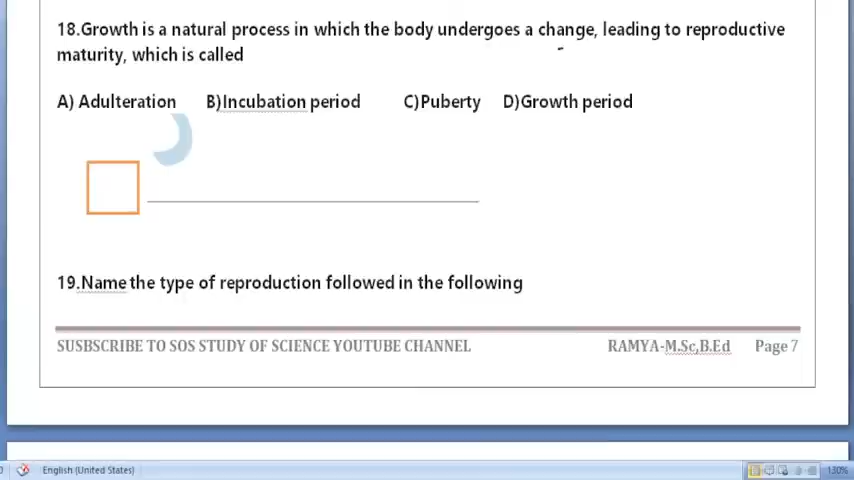 18.Growth is a natural process in which the body undergoes a change, leading to reproductive
maturity, which is called
A) Adulteration B)Incubation period C)Puberty D)Growth period
19.Name the type of reproduction followed in the following
SUSBSCRIBE TO SOS STUDY OF SCIENCE YOUTUBE CHANNEL RAMYA-M.Sc,B.Ed Page 7
English (United States) 130%